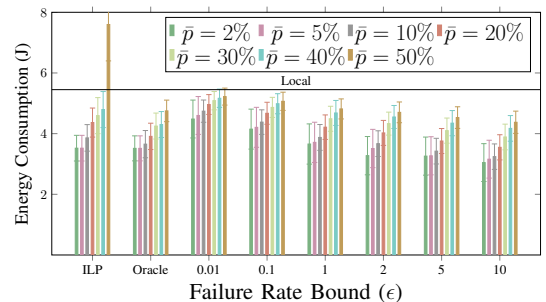 p̄ = 2% p̄ = 5% p̄ = 10% p̄ = 20%
p̄ = 30% p̄ = 40% p̄ = 50%
Local
Energy Consumption (J)
8
6
4
2
ILP Oracle 0.01 0.1 1 2 5 10
Failure Rate Bound (ϵ)